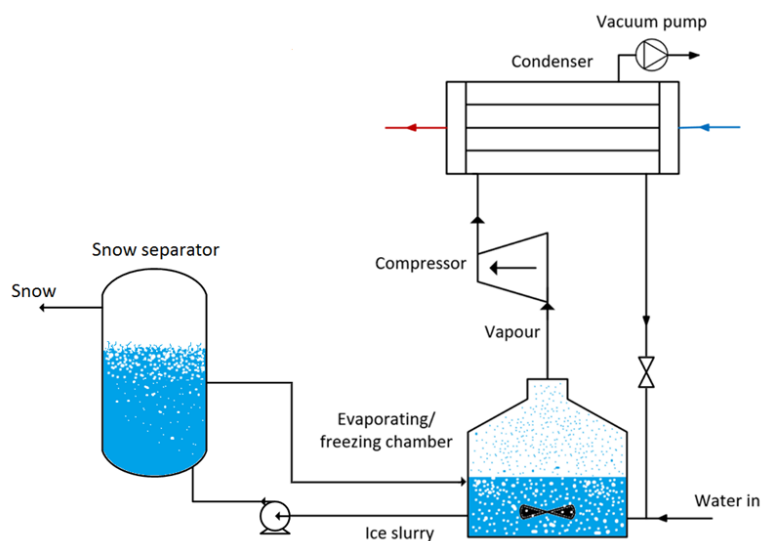 Vacuum pump
Condenser
Snow separator
Compressor
Snow
Vapour
Evaporating/
freezing chamber
Water in
Ice slurry